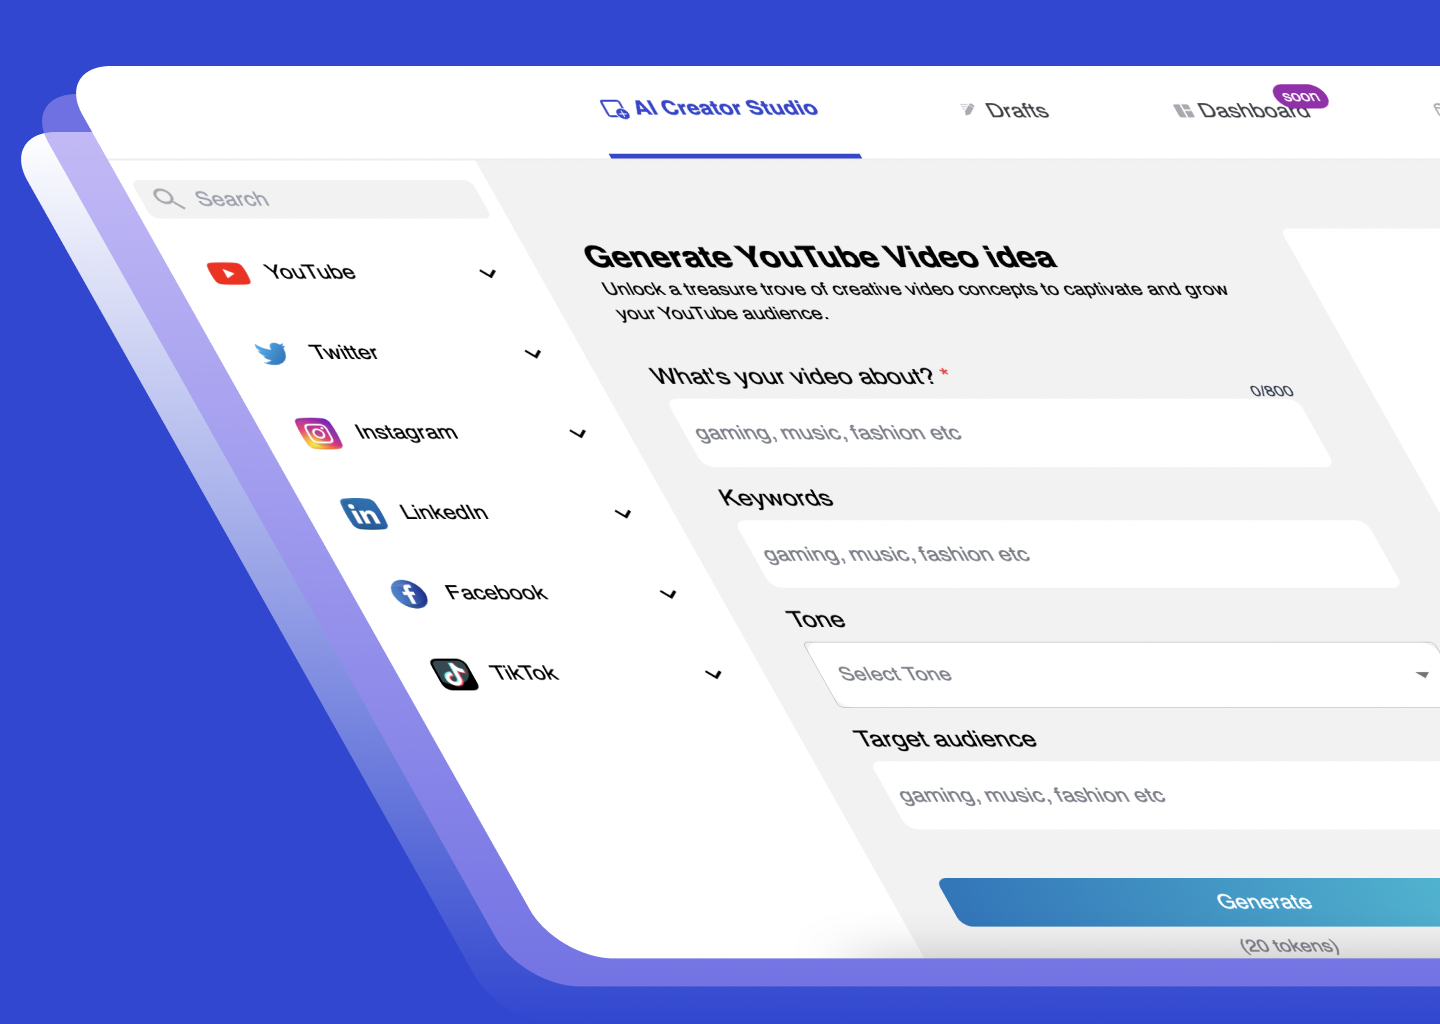 AI Creator Studio
Drafts
Dashboard
soon
Search
YouTube
Twitter
Instagram
LinkedIn
Facebook
TikTok
Generate YouTube Video idea
Unlock a treasure trove of creative video concepts to captivate and grow
your YouTube audience.
What's your video about? *
0/800
gaming, music, fashion etc
Keywords
gaming, music, fashion etc
Tone
Select Tone
Target audience
gaming, music, fashion etc
Generate
(20 tokens)